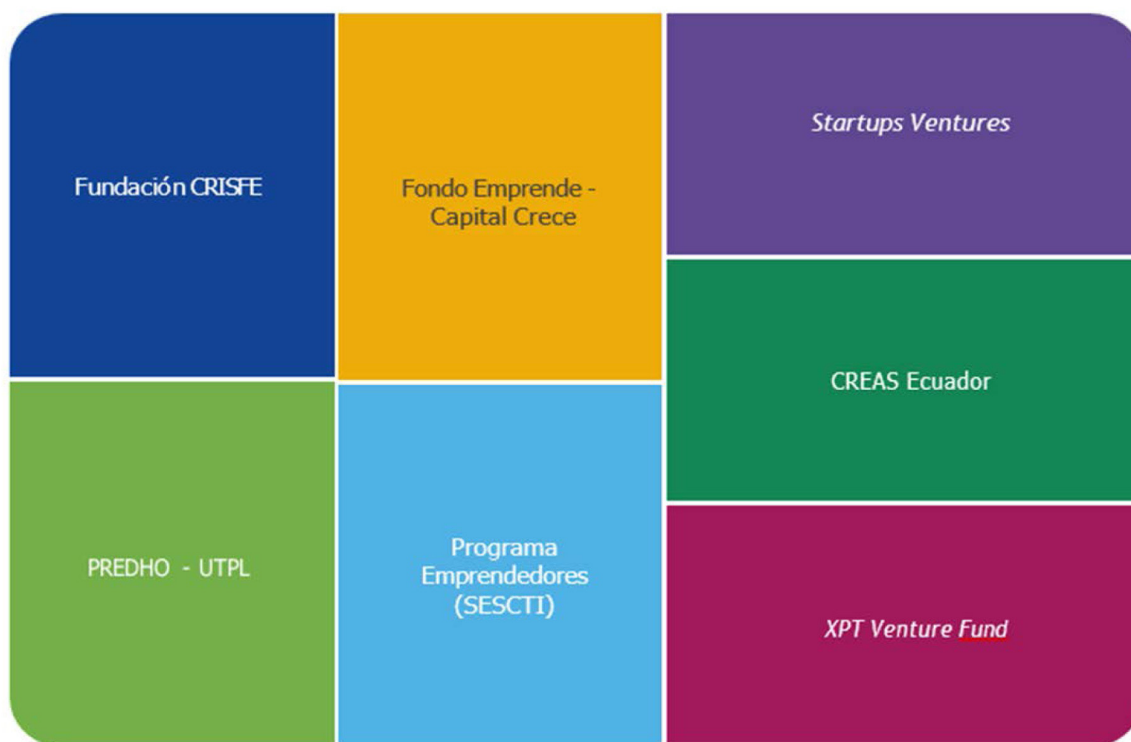 Fundación CRISFE
Fondo Emprende -
Capital Crece
Startups Ventures
CREAS Ecuador
PREDHO - UTPL
Programa
Emprendedores
(SESCTI)
XPT Venture Fund